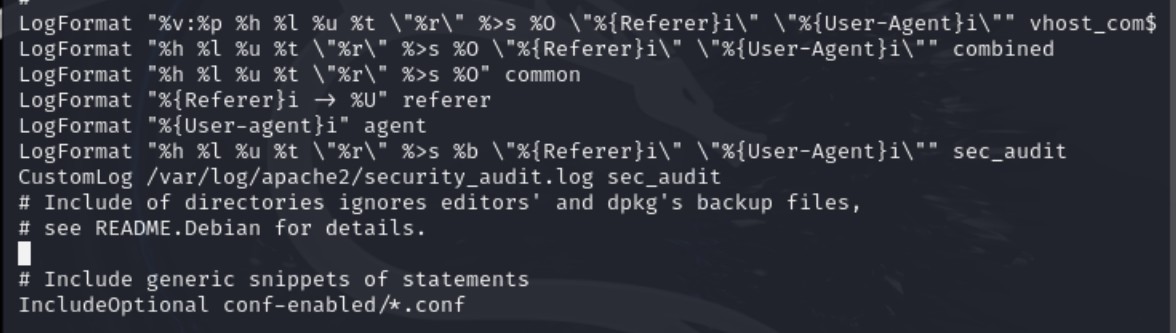 #
LogFormat "%v:%p %h %l %u %t \"%r\" %>s %O \"%{Referer}i\" \"%{User-Agent}i\"" vhost_com$
LogFormat "%h %l %u %t \"%r\" %>s %O \"%{Referer}i\" \"%{User-Agent}i\"" combined
LogFormat "%h %l %u %t \"%r\" %>s %O" common
LogFormat "%{Referer}i → %U" referer
LogFormat "%{User-agent}i" agent
LogFormat "%h %l %u %t \"%r\" %>s %b \"%{Referer}i\" \"%{User-Agent}i\"" sec_audit
CustomLog /var/log/apache2/security_audit.log sec_audit
# Include of directories ignores editors' and dpkg's backup files,
# see README.Debian for details.
# Include generic snippets of statements
IncludeOptional conf-enabled/*.conf